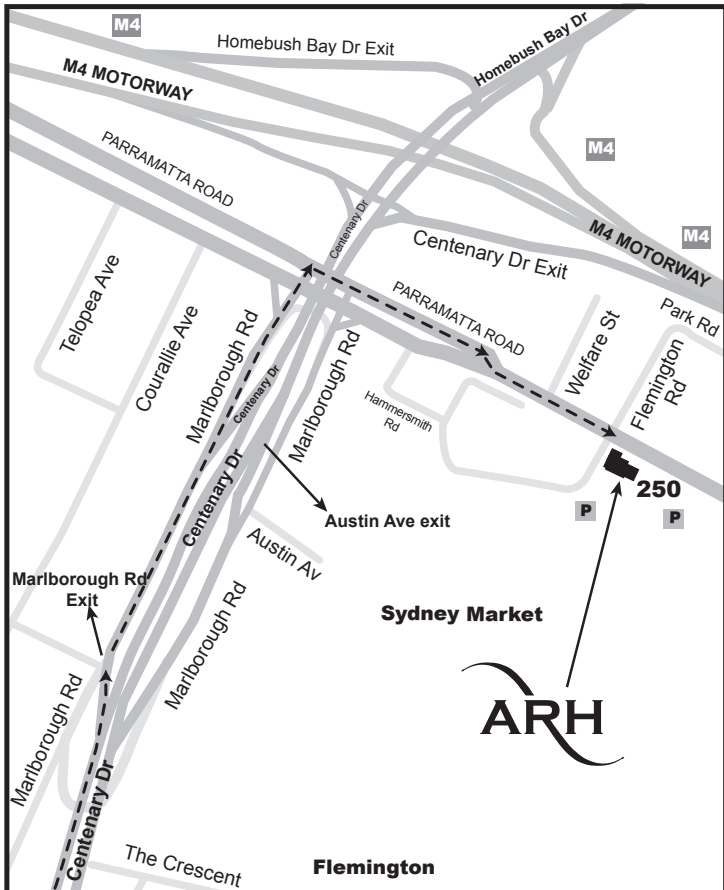 M4
Homebush Bay Dr Exit
Homebush Bay Dr
M4 MOTORWAY
PARRAMATTA ROAD
M4
Centenary Dr
M4
M4 MOTORWAY
Centenary Dr Exit
Telopea Ave
Courallie Ave
Marlborough Rd
PARRAMATTA ROAD
Park Rd
Welfare St
Flemington
Rd
Centenary Dr
Marlborough Rd
Hammersmith
Rd
Centenary Dr
250
P
P
Austin Ave exit
Austin Av
Marlborough Rd
Exit
Sydney Market
Marlborough Rd
Marlborough Rd
ARH
Centenary Dr
The Crescent
Flemington